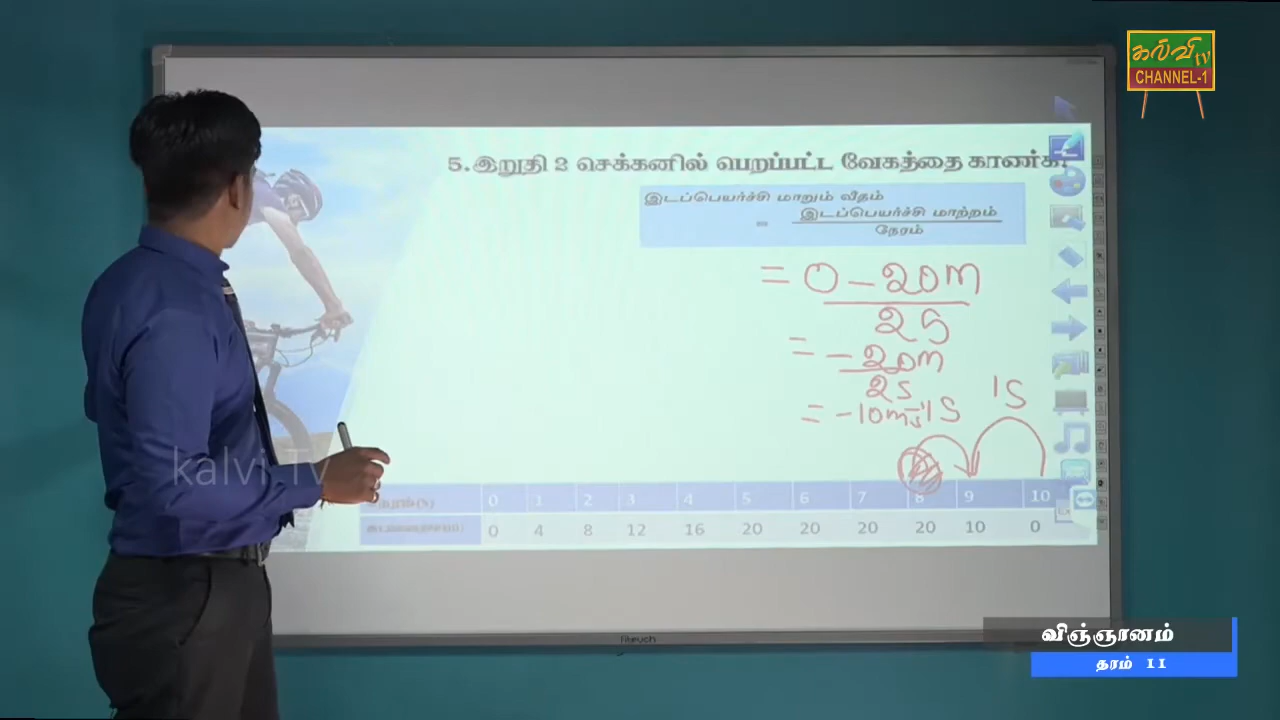 கல்வி TV
CHANNEL-1
5.இறுதி 2 செக்கனில் பெறப்பட்ட வேகத்தை காண்க.
இடப்பெயர்ச்சி மாறும் வீதம்
= இடப்பெயர்ச்சி மாற்றம்
நேரம்
= 0 - 20m
2s
= - 20m
2s
1S
= -10ms⁻¹ 1S
kalvi Tv
0 1 2 3 4 5 6 7 8 9 10
0 4 8 12 16 20 20 20 20 10 0
விஞ்ஞானம்
தரம் 11